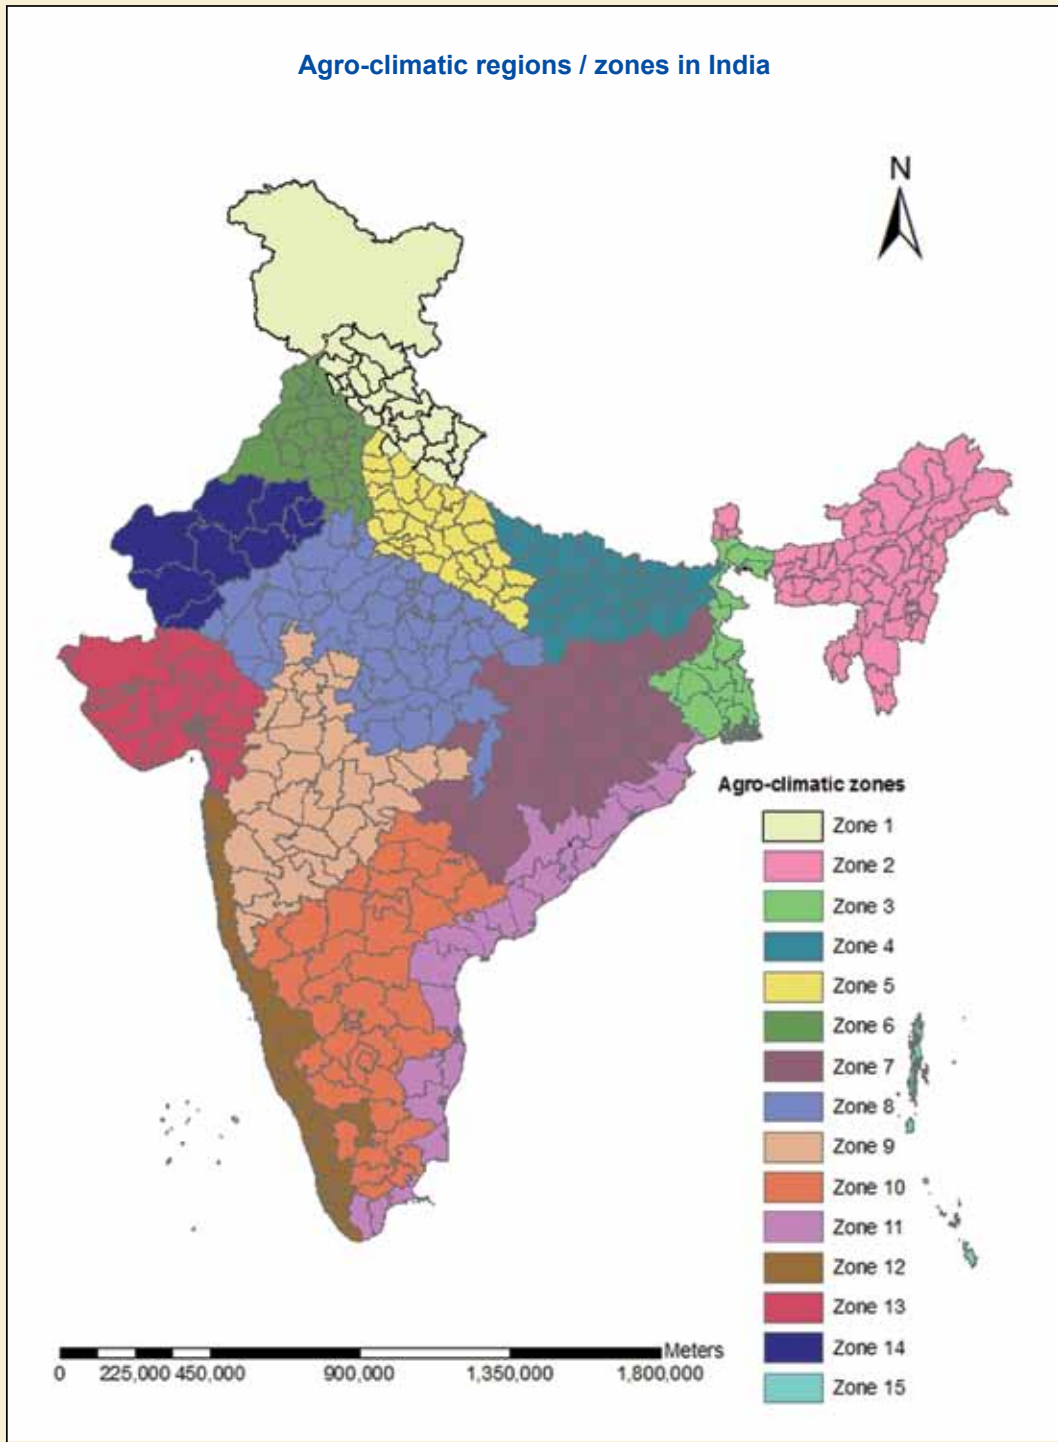 Agro-climatic regions / zones in India
N
Agro-climatic zones
Zone 1
Zone 2
Zone 3
Zone 4
Zone 5
Zone 6
Zone 7
Zone 8
Zone 9
Zone 10
Zone 11
Zone 12
Zone 13
Zone 14
Zone 15
Meters
0 225,000 450,000 900,000 1,350,000 1,800,000